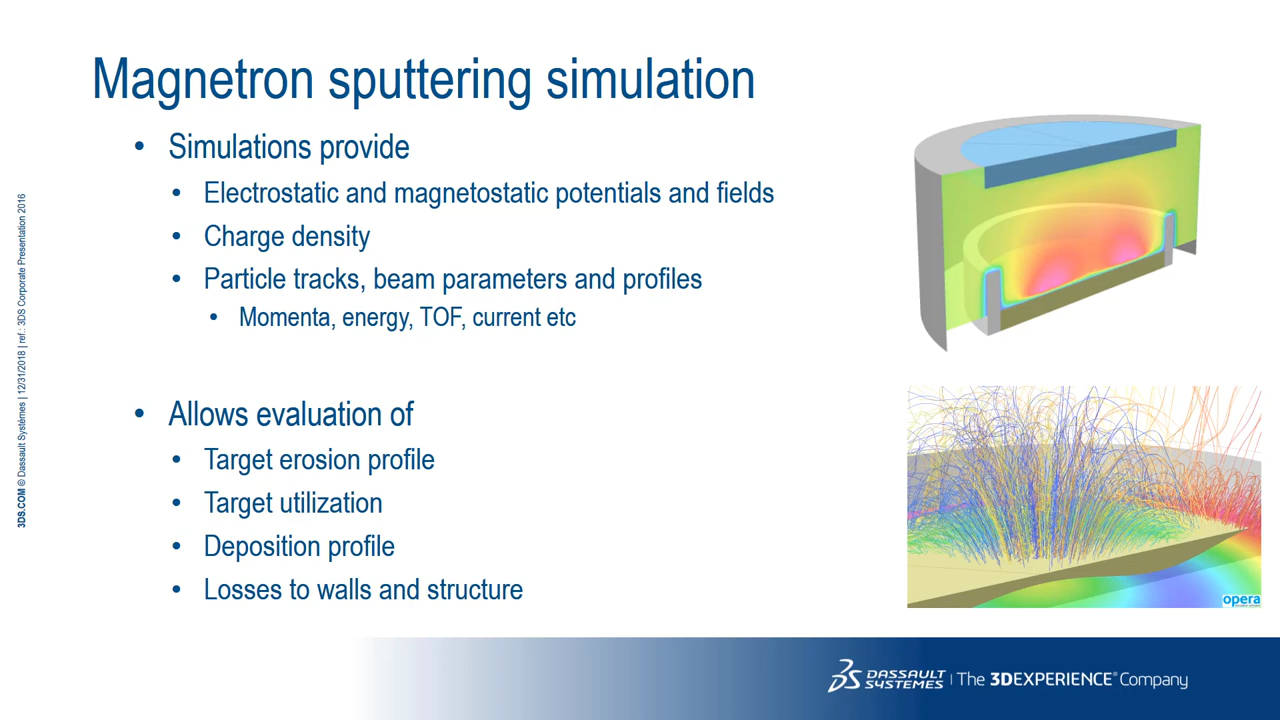 Magnetron sputtering simulation
• Simulations provide
• Electrostatic and magnetostatic potentials and fields
• Charge density
• Particle tracks, beam parameters and profiles
• Momenta, energy, TOF, current etc
• Allows evaluation of
• Target erosion profile
• Target utilization
• Deposition profile
• Losses to walls and structure
3DS.COM © Dassault Systèmes | 12/31/2018 | ref.: 3DS Corporate Presentation 2016
opera
DASSAULT
SYSTEMES
The 3DEXPERIENCE® Company